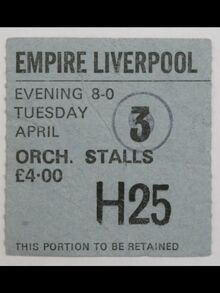 EMPIRE LIVERPOOL
EVENING 8-0
TUESDAY
APRIL 3
ORCH. STALLS
£4·00
H25
THIS PORTION TO BE RETAINED